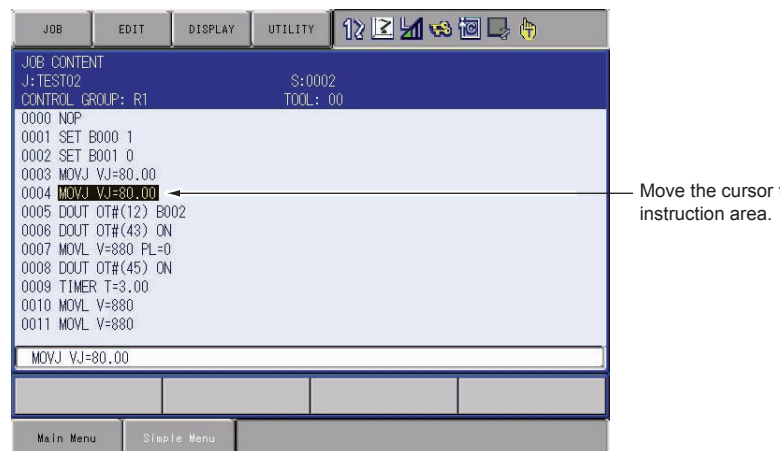 JOB EDIT DISPLAY UTILITY
JOB CONTENT
J:TEST02 S:0002
CONTROL GROUP: R1 TOOL: 00
0000 NOP
0001 SET B000 1
0002 SET B001 0
0003 MOVJ VJ=80.00
0004 MOVJ VJ=80.00
0005 DOUT OT#(12) B002
0006 DOUT OT#(43) ON
0007 MOVL V=880 PL=0
0008 DOUT OT#(45) ON
0009 TIMER T=3.00
0010 MOVL V=880
0011 MOVL V=880
MOVJ VJ=80.00
Main Menu Simple Menu
Move the cursor
instruction area.